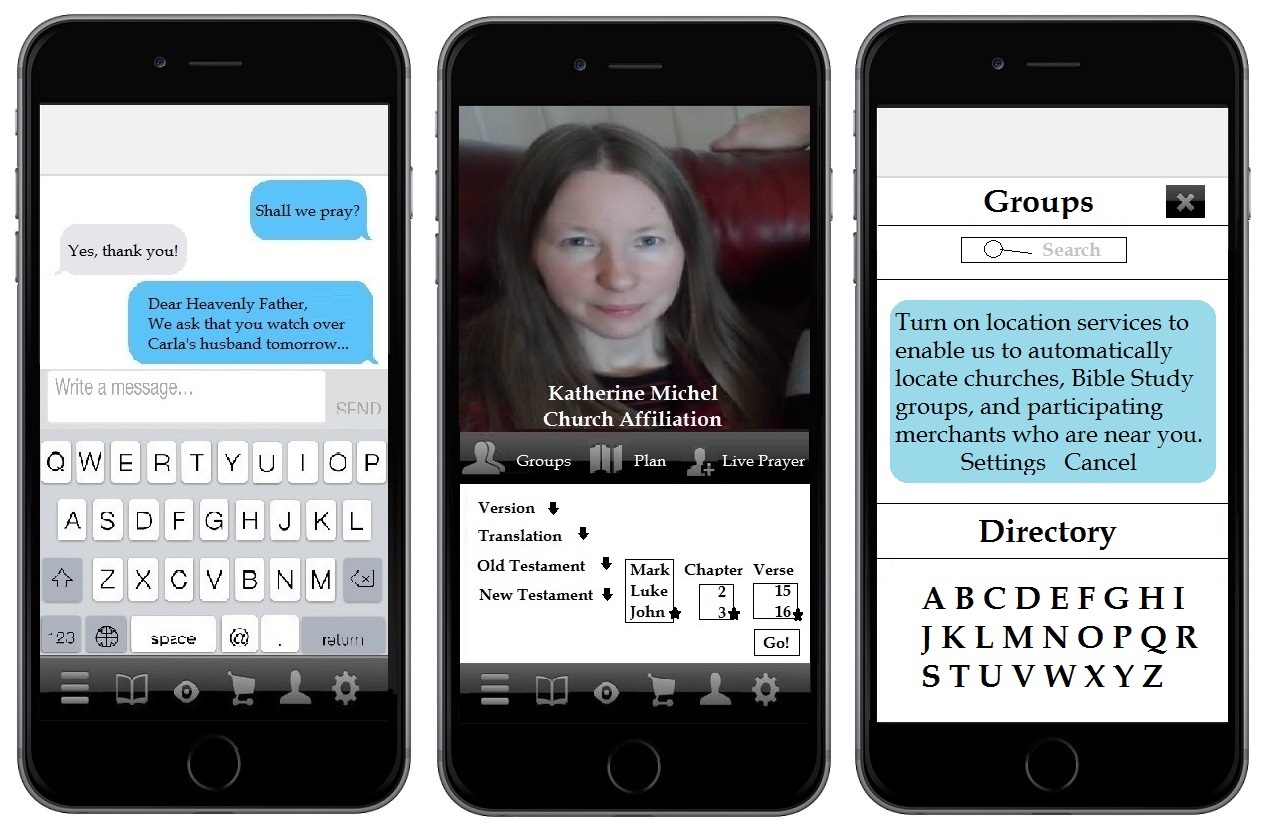 Shall we pray?
Yes, thank you!
Dear Heavenly Father,
We ask that you watch over
Carla's husband tomorrow...
Write a message...
SEND
Q W E R T Y U I O P
A S D F G H J K L
Z X C V B N M
123 space @ . return
Katherine Michel
Church Affiliation
Groups Plan Live Prayer
Version
Translation
Old Testament
New Testament
Mark
Luke
John
Chapter
2
3
Verse
15
16
Go!
Groups
Search
Turn on location services to
enable us to automatically
locate churches, Bible Study
groups, and participating
merchants who are near you.
Settings Cancel
Directory
A B C D E F G H I
J K L M N O P Q R
S T U V W X Y Z